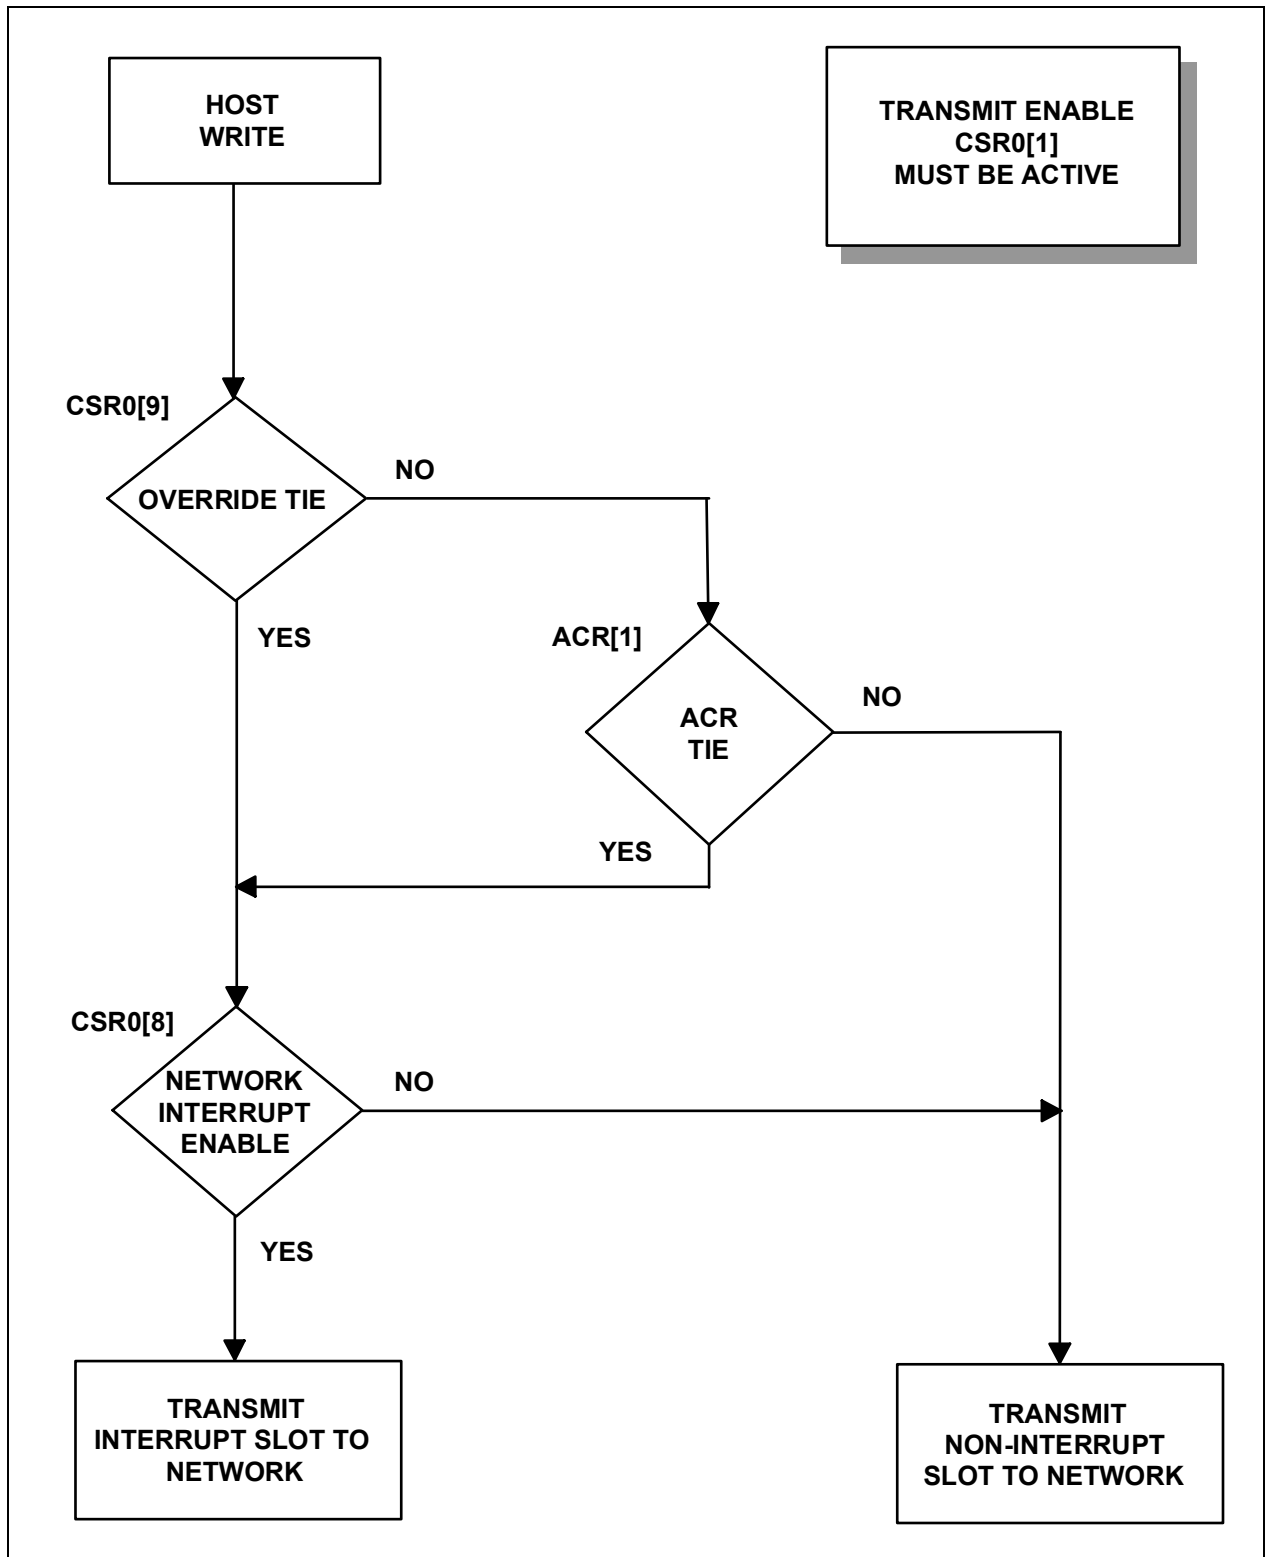 HOST
WRITE
TRANSMIT ENABLE
CSR0[1]
MUST BE ACTIVE
CSR0[9]
OVERRIDE TIE
NO
YES
ACR[1]
ACR
TIE
NO
YES
CSR0[8]
NETWORK
INTERRUPT
ENABLE
NO
YES
TRANSMIT
INTERRUPT SLOT TO
NETWORK
TRANSMIT
NON-INTERRUPT
SLOT TO NETWORK